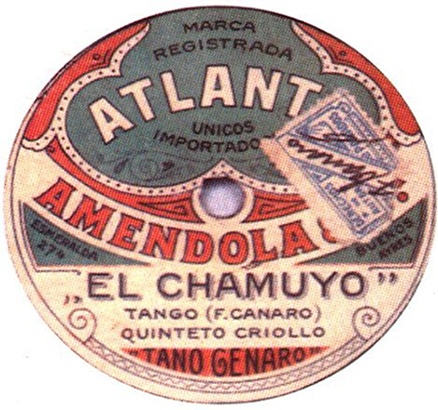 MARCA
REGISTRADA
ATLANT
UNICOS
IMPORTADO
AMENDOLA
ESMERALDA
274
BUENOS
AIRES
„EL CHAMUYO”
TANGO (F. CANARO)
QUINTETO CRIOLLO
"TANO GENARO"